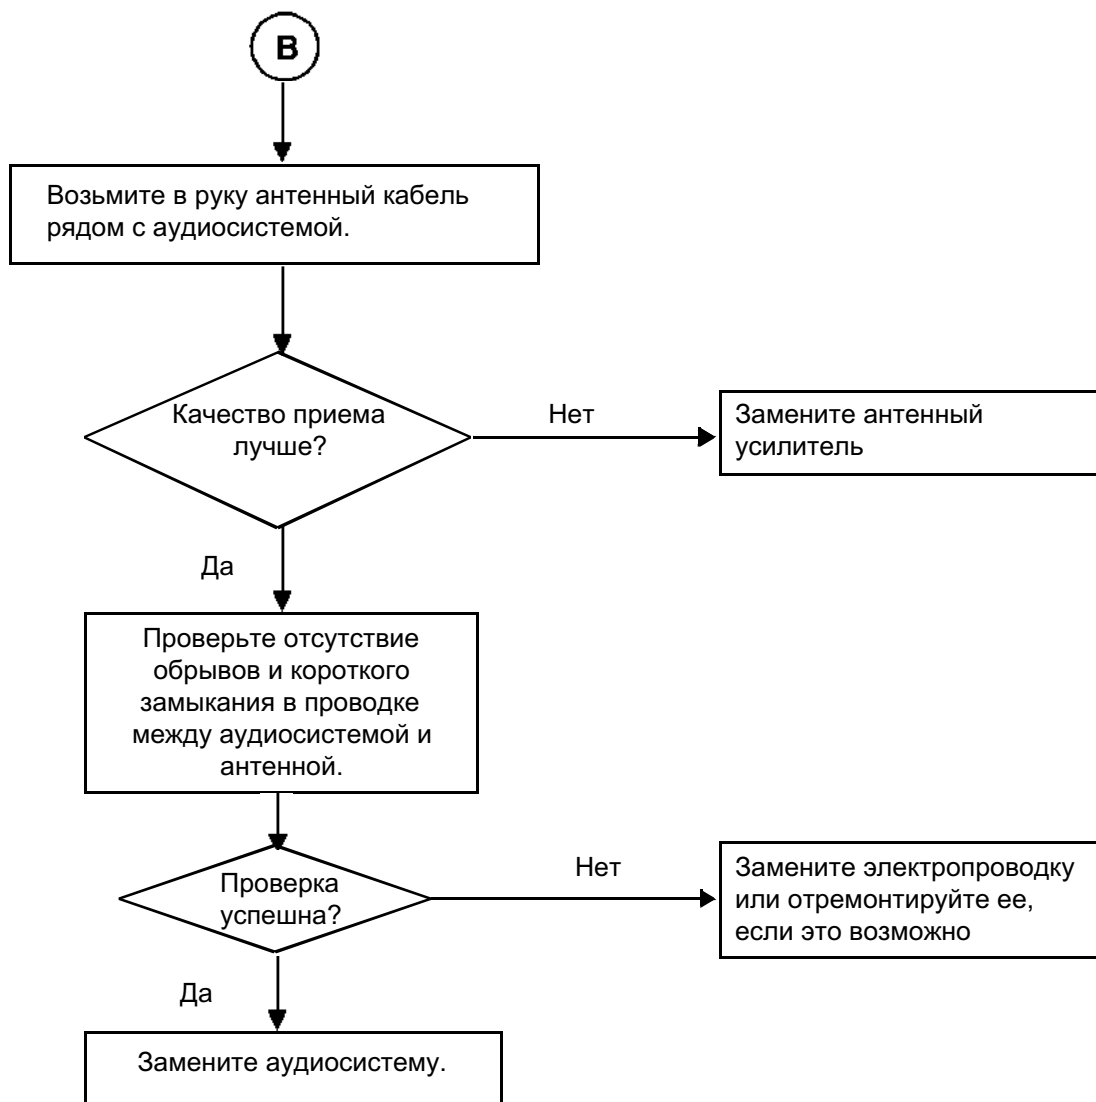 B
Возьмите в руку антенный кабель
рядом с аудиосистемой.
Качество приема
лучше?
Нет
Замените антенный
усилитель
Да
Проверьте отсутствие
обрывов и короткого
замыкания в проводке
между аудиосистемой и
антенной.
Проверка
успешна?
Нет
Замените электропроводку
или отремонтируйте ее,
если это возможно
Да
Замените аудиосистему.